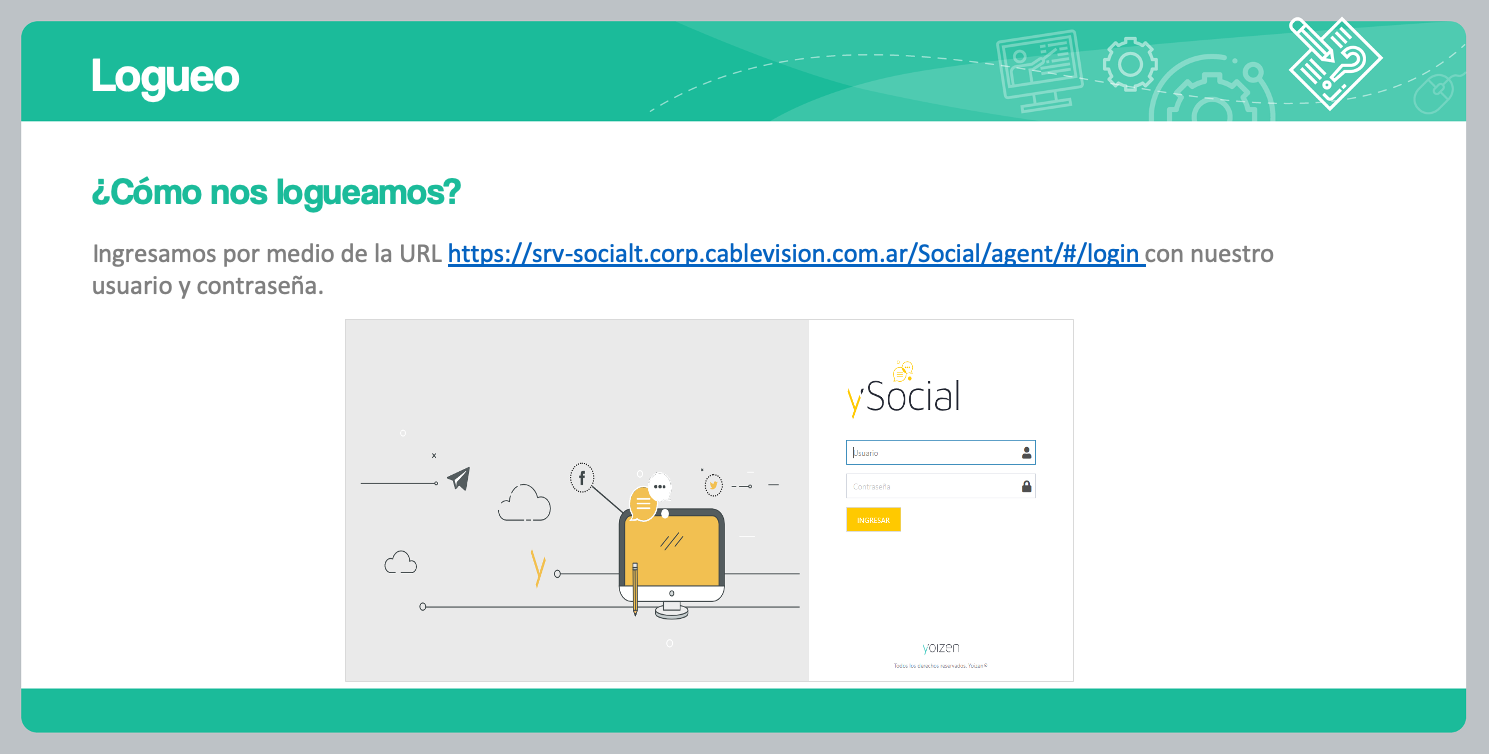 Logueo
¿Cómo nos logueamos?
Ingresamos por medio de la URL https://srv-socialt.corp.cablevision.com.ar/Social/agent/#/login con nuestro
usuario y contraseña.
ySocial
Usuario
Contraseña
INGRESAR
yoizen
Todos los derechos reservados. Yoizen®